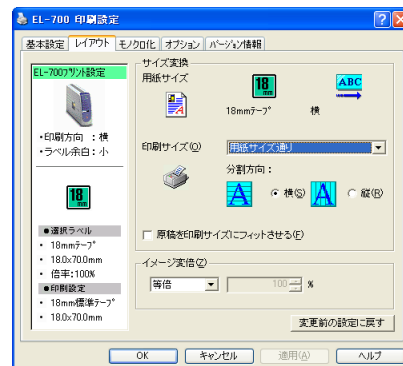 EL-700 印刷設定
基本設定 レイアウト モノクロ化 オプション バージョン情報
EL-700プリント設定
・印刷方向 ：横
・ラベル余白：小
18
mm
●選択ラベル
・ 18mmテープ
・ 18.0x70.0mm
・ 倍率:100%
●印刷設定
・ 18mm標準テープ
・ 18.0x70.0mm
サイズ変換
用紙サイズ
18
mm
ABC
18mmテープ 横
印刷サイズ(O) 用紙サイズ通り
分割方向：
A 横(S) A 縦(R)
原稿を印刷サイズにフィットさせる(F)
イメージ変倍(Z)
等倍 100 %
変更前の設定に戻す
OK キャンセル 適用(A) ヘルプ